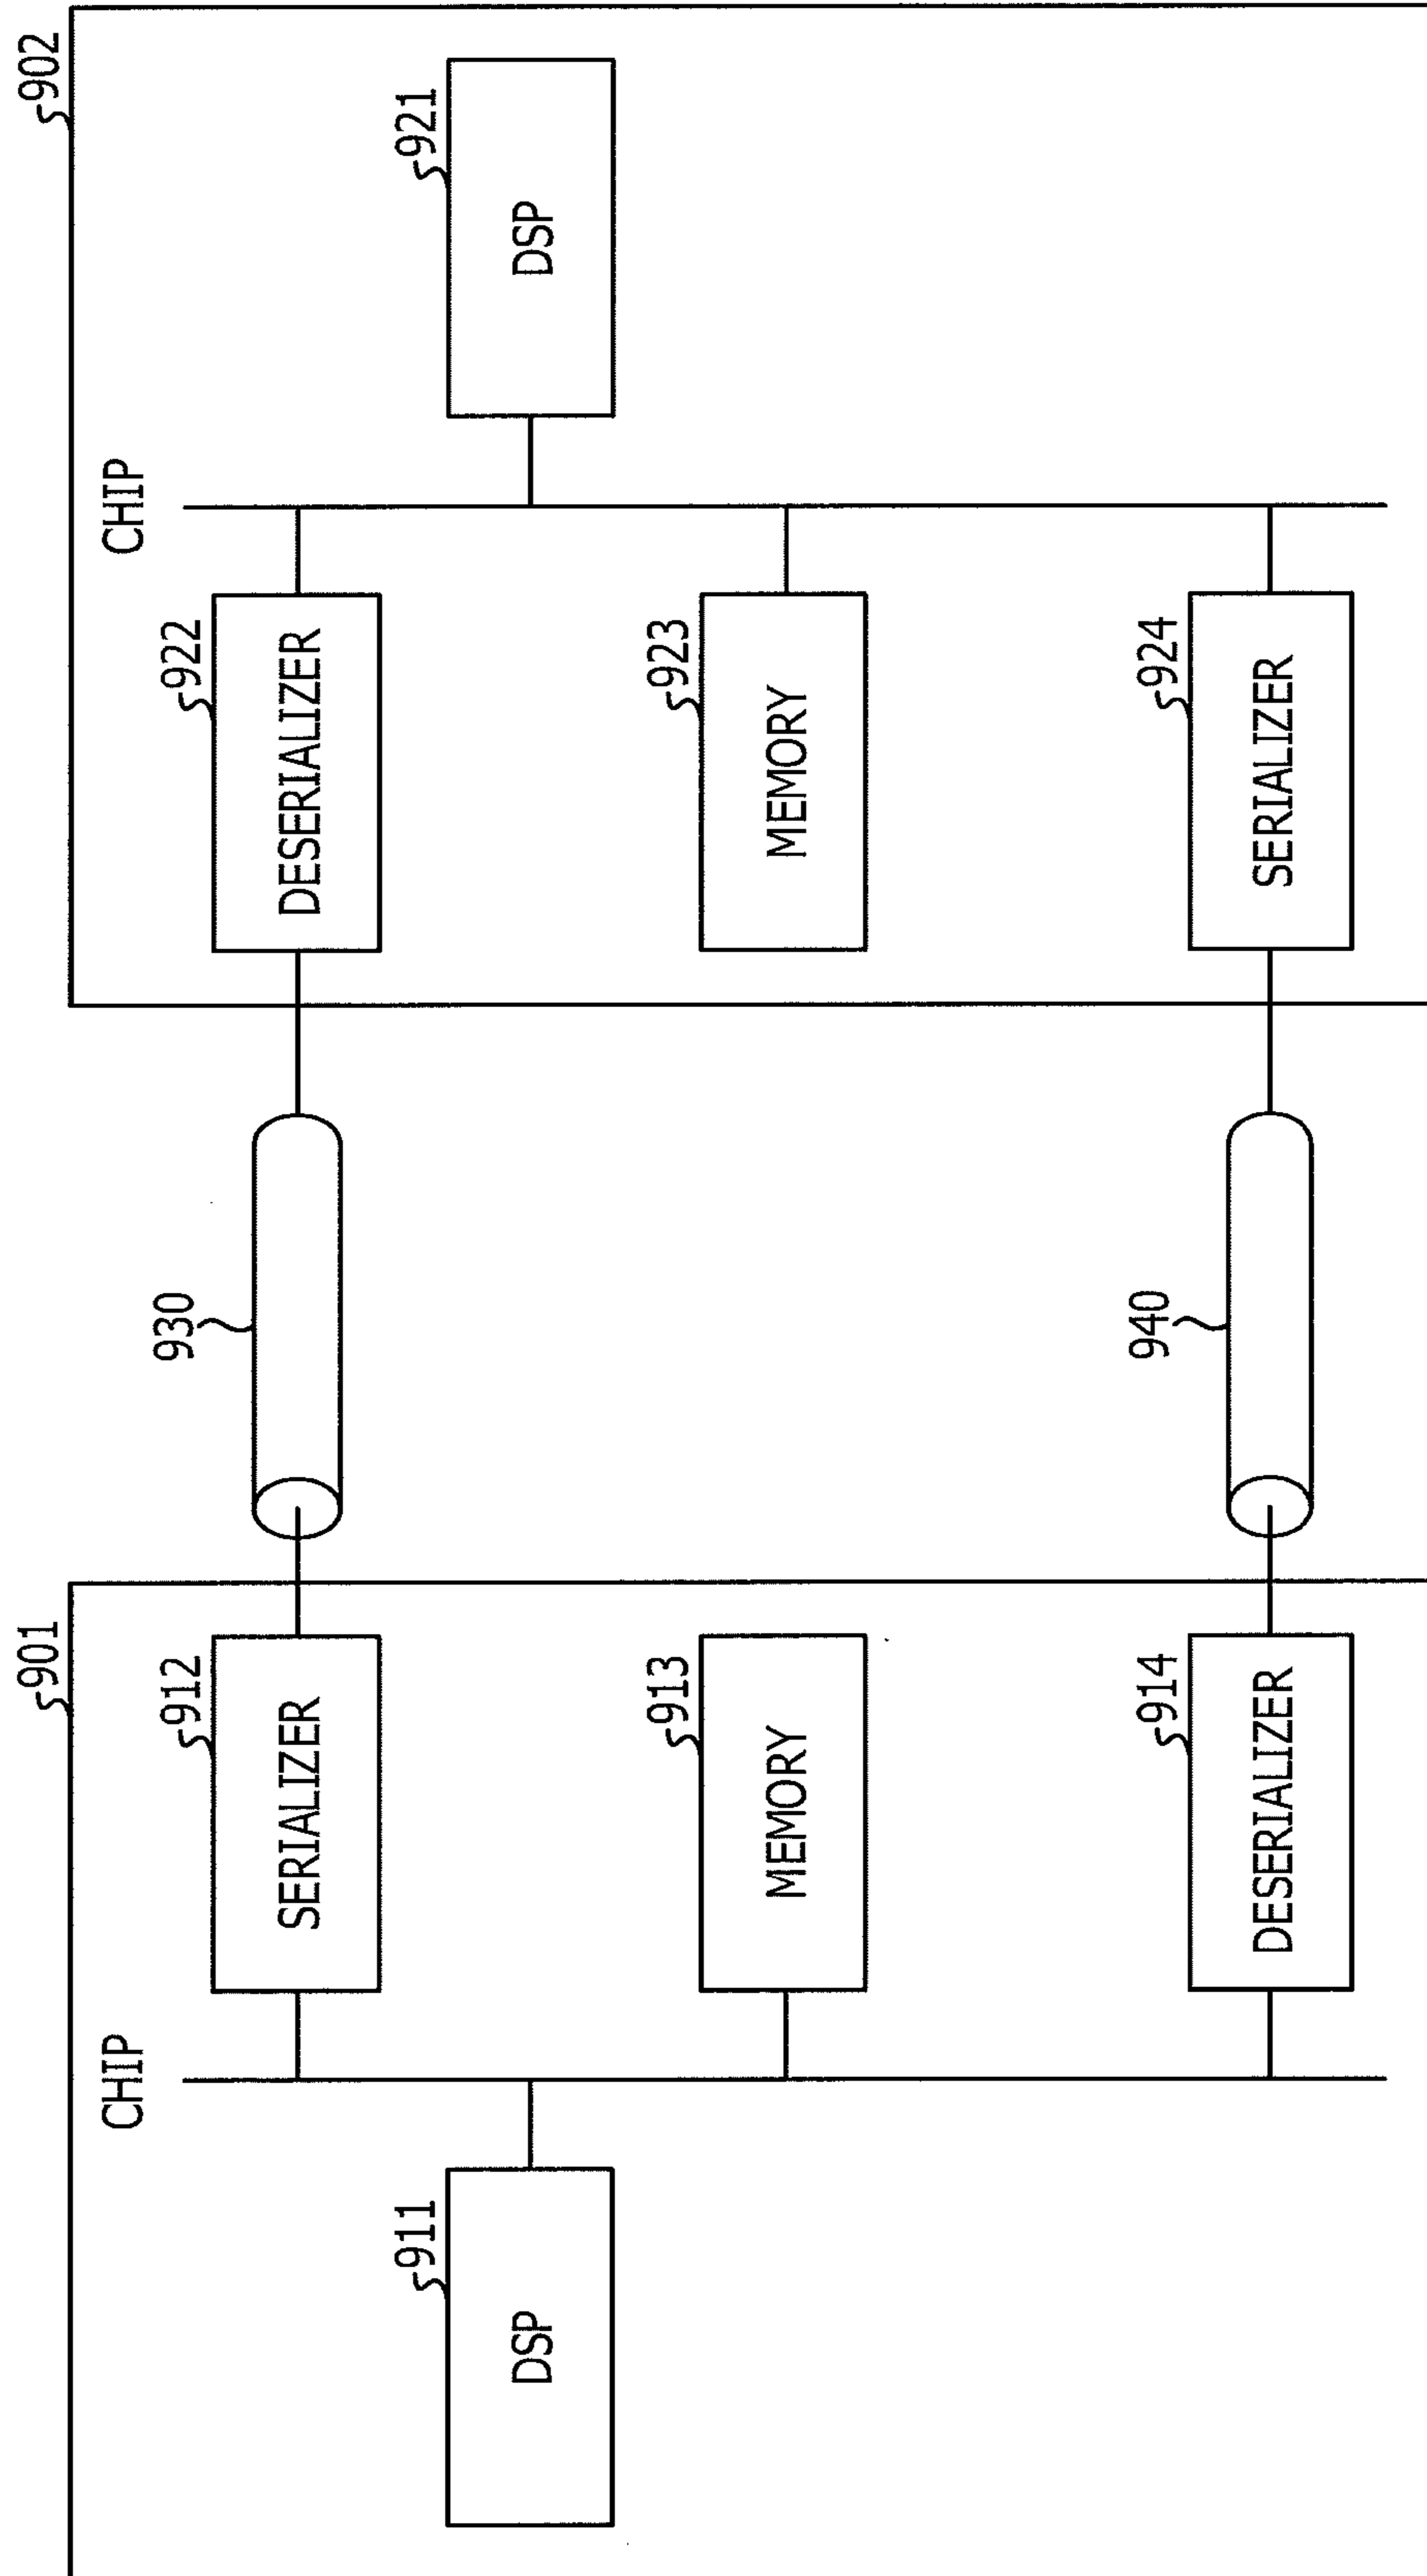 901
CHIP
911
DSP
912
SERIALIZER
913
MEMORY
914
DESERIALIZER
930
940
902
CHIP
922
DESERIALIZER
923
MEMORY
924
SERIALIZER
921
DSP